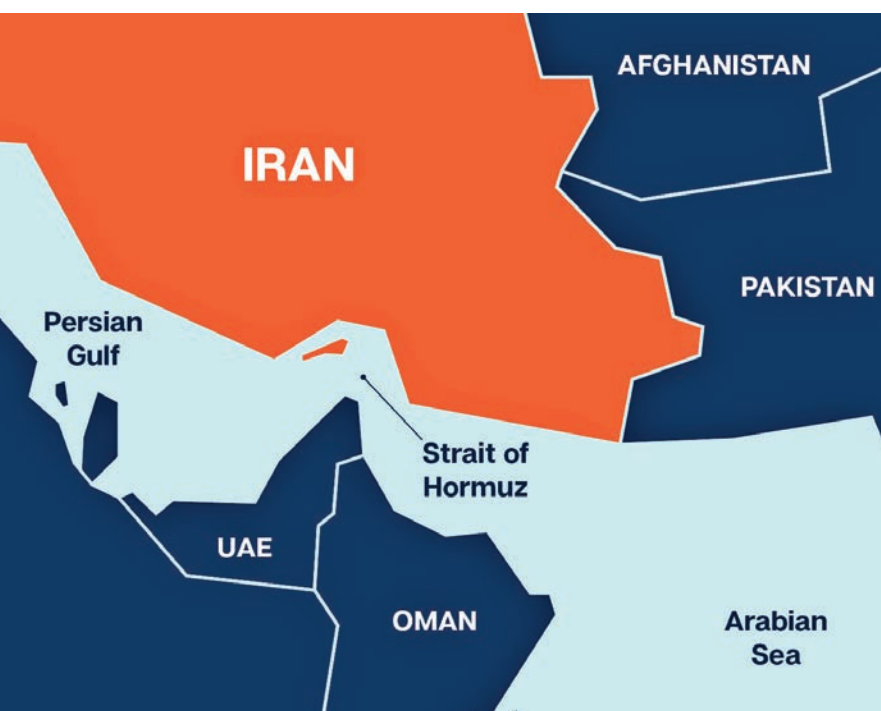 AFGHANISTAN
IRAN
PAKISTAN
Persian
Gulf
Strait of
Hormuz
UAE
OMAN
Arabian
Sea